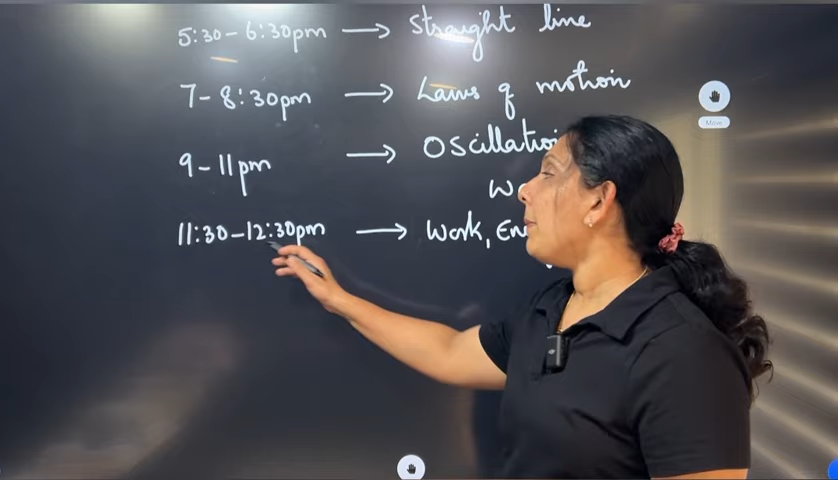 5:30-6:30pm → Straight line
7-8:30pm → Laws of motion
9-11pm → Oscillatio
11:30-12:30pm → Work, En
Move